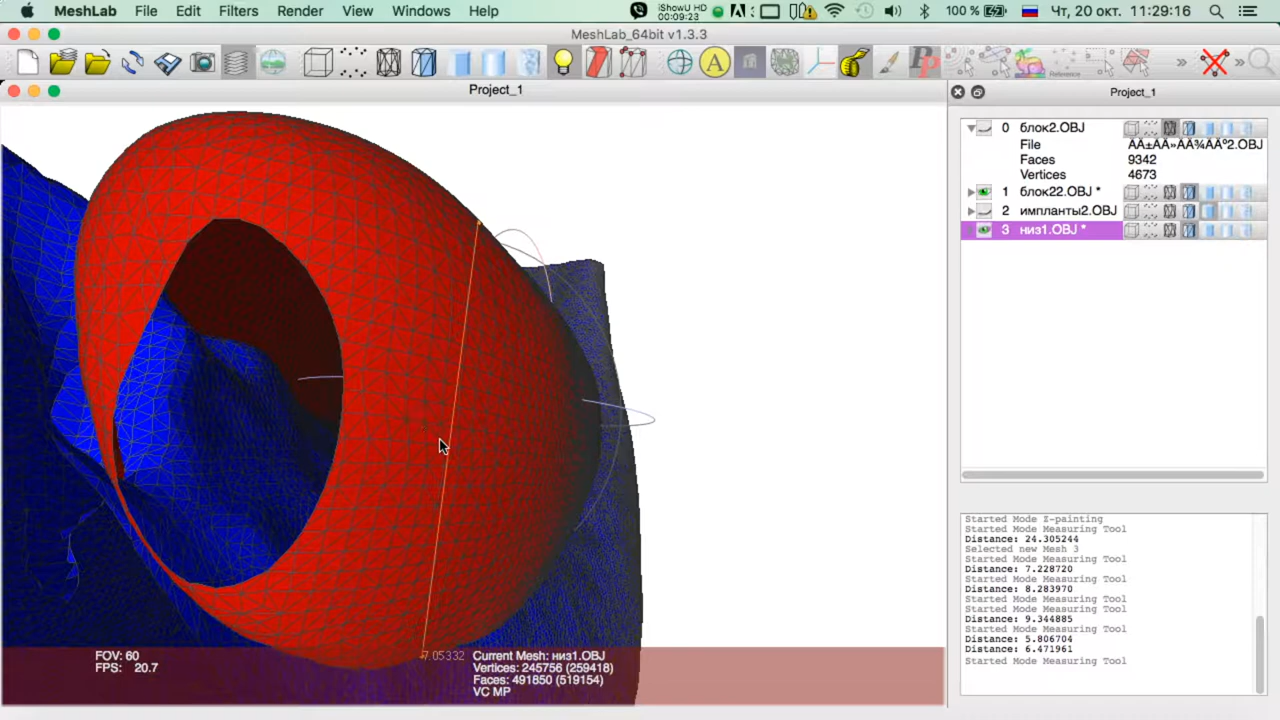 MeshLab File Edit Filters Render View Windows Help
iShowU HD
00:09:23
100 % Чт, 20 окт. 11:29:16
MeshLab_64bit v1.3.3
A
Reference
» »
Project_1
Project_1
0 блок2.OBJ
File ÄÄ±ÄÄ»ÄÄ¾ÄÄº2.OBJ
Faces 9342
Vertices 4673
1 блок22.OBJ *
2 импланты2.OBJ
3 низ1.OBJ *
Started Mode Z-painting
Started Mode Measuring Tool
Distance: 24.305244
Selected new Mesh 3
Started Mode Measuring Tool
Distance: 7.228720
Started Mode Measuring Tool
Distance: 8.283970
Started Mode Measuring Tool
Started Mode Measuring Tool
Distance: 9.344885
Started Mode Measuring Tool
Distance: 5.806704
Distance: 6.471961
Started Mode Measuring Tool
7.05332
FOV: 60
FPS: 20.7
Current Mesh: низ1.OBJ
Vertices: 245756 (259418)
Faces: 491850 (519154)
VC MP